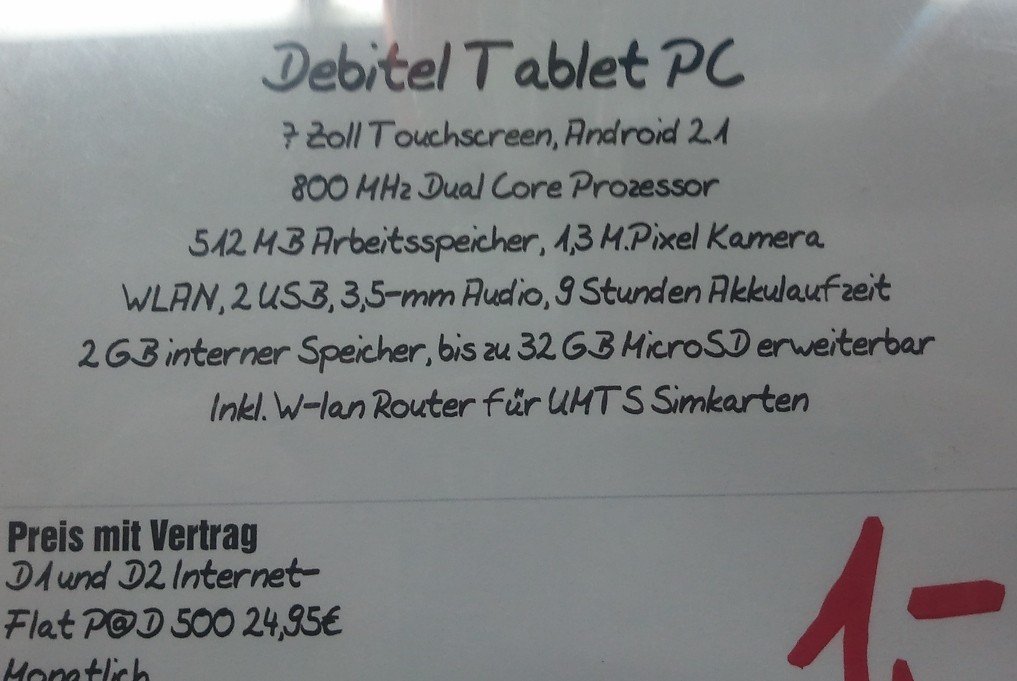 Debitel Tablet PC
7 Zoll Touchscreen, Android 2.1
800 MHz Dual Core Prozessor
512 MB Arbeitsspeicher, 1,3 M.Pixel Kamera
WLAN, 2 USB, 3,5-mm Audio, 9 Stunden Akkulaufzeit
2 GB interner Speicher, bis zu 32 GB MicroSD erweiterbar
Inkl. W-lan Router für UMTS Simkarten
Preis mit Vertrag
D1 und D2 Internet-
Flat P@D 500 24,95€
Monatlich
1,-